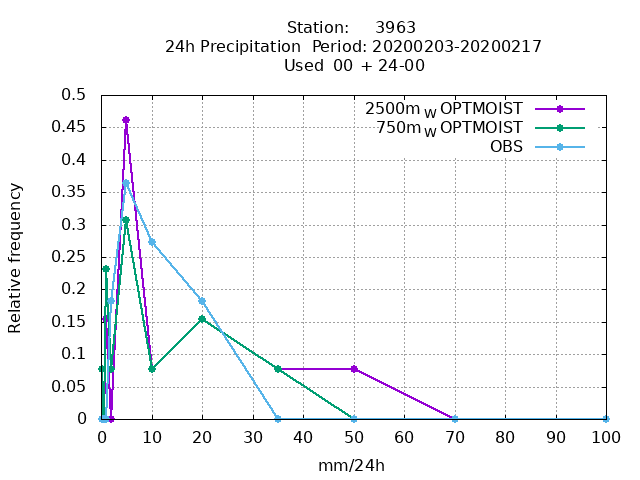 Station: 3963
24h Precipitation Period: 20200203-20200217
Used 00 + 24-00
2500m W OPTMOIST
750m W OPTMOIST
OBS
Relative frequency
0.5
0.45
0.4
0.35
0.3
0.25
0.2
0.15
0.1
0.05
0
0 10 20 30 40 50 60 70 80 90 100
mm/24h